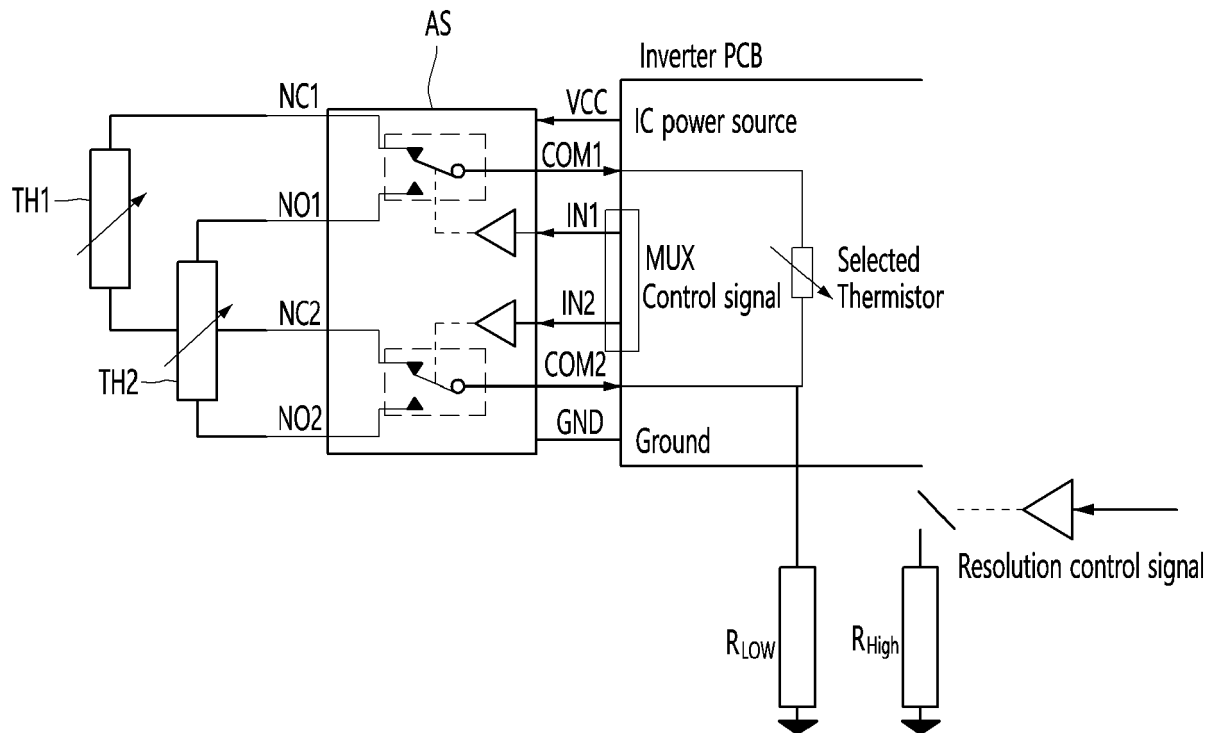 AS
Inverter PCB
NC1
VCC
IC power source
COM1
TH1
NO1
IN1
MUX
Control signal
Selected
Thermistor
NC2
IN2
TH2
COM2
NO2
GND
Ground
Resolution control signal
RLOW
RHigh